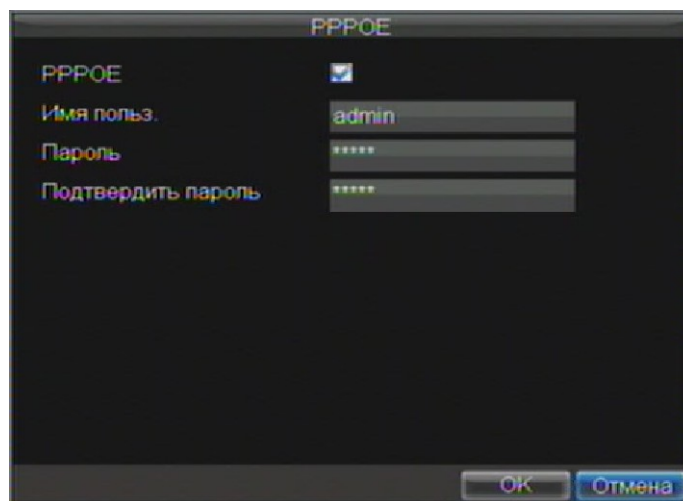 PPPOE
PPPOE
Имя польз.
admin
Пароль
*****
Подтвердить пароль
*****
OK
Отмена